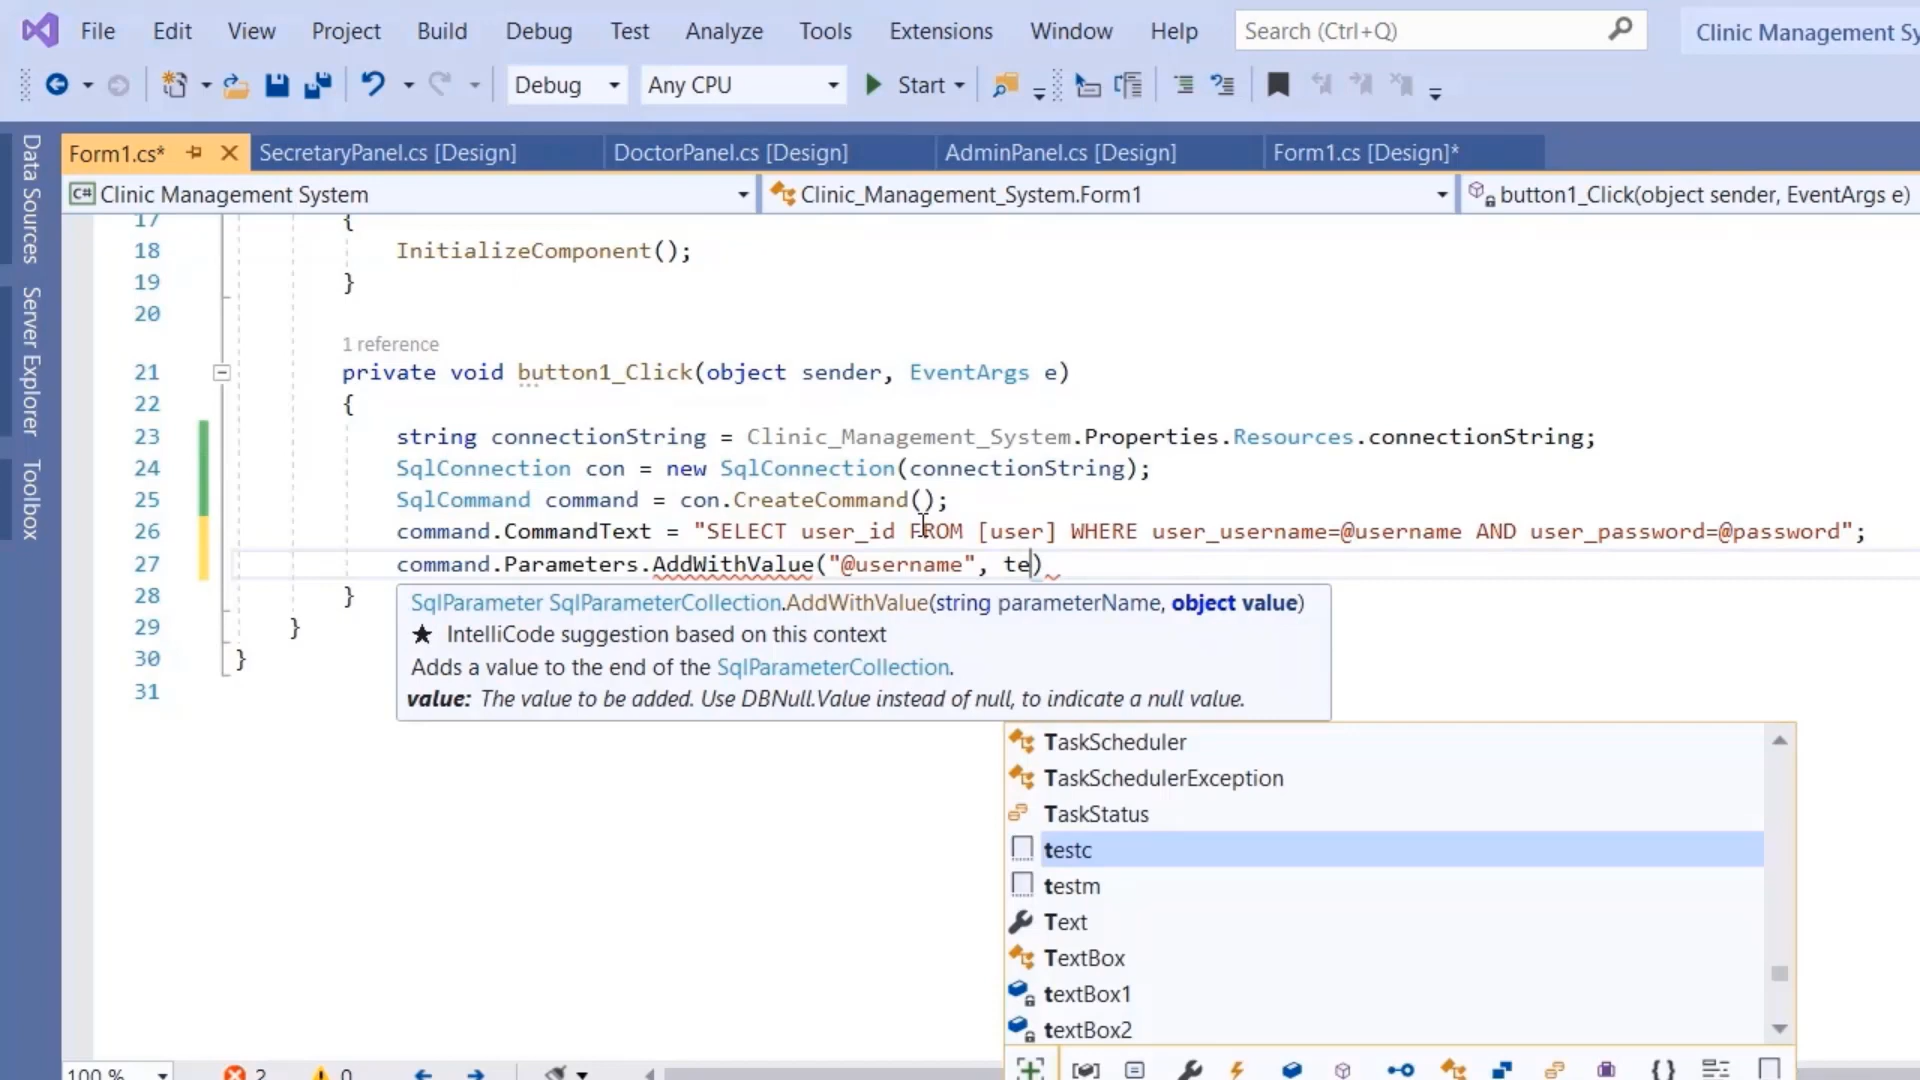 File Edit View Project Build Debug Test Analyze Tools Extensions Window Help Search (Ctrl+Q) Clinic Management Sy
Debug Any CPU Start
Form1.cs* SecretaryPanel.cs [Design] DoctorPanel.cs [Design] AdminPanel.cs [Design] Form1.cs [Design]*
C# Clinic Management System Clinic_Management_System.Form1 button1_Click(object sender, EventArgs e)
Data Sources
Server Explorer
Toolbox
17 {
18 InitializeComponent();
19 }
20
1 reference
21 private void button1_Click(object sender, EventArgs e)
22 {
23 string connectionString = Clinic_Management_System.Properties.Resources.connectionString;
24 SqlConnection con = new SqlConnection(connectionString);
25 SqlCommand command = con.CreateCommand();
26 command.CommandText = "SELECT user_id FROM [user] WHERE user_username=@username AND user_password=@password";
27 command.Parameters.AddWithValue("@username", te)
28 }
29 }
30 }
31
SqlParameter SqlParameterCollection.AddWithValue(string parameterName, object value)
★ IntelliCode suggestion based on this context
Adds a value to the end of the SqlParameterCollection.
value: The value to be added. Use DBNull.Value instead of null, to indicate a null value.
TaskScheduler
TaskSchedulerException
TaskStatus
testc
testm
Text
TextBox
textBox1
textBox2
100 % 2 0